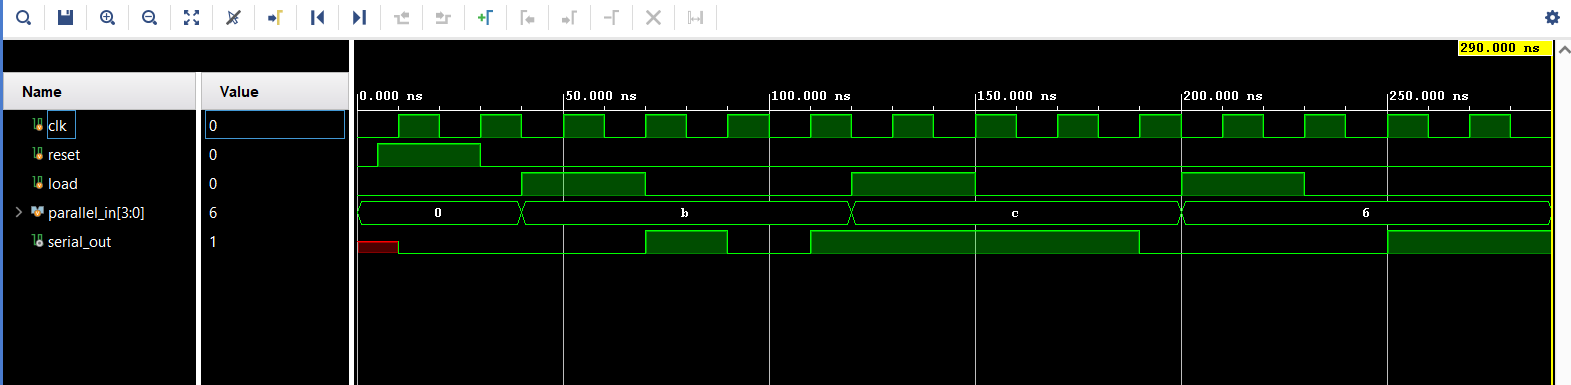 290.000 ns
Name Value
0.000 ns 50.000 ns 100.000 ns 150.000 ns 200.000 ns 250.000 ns
clk 0
reset 0
load 0
parallel_in[3:0] 6 0 b c 6
serial_out 1